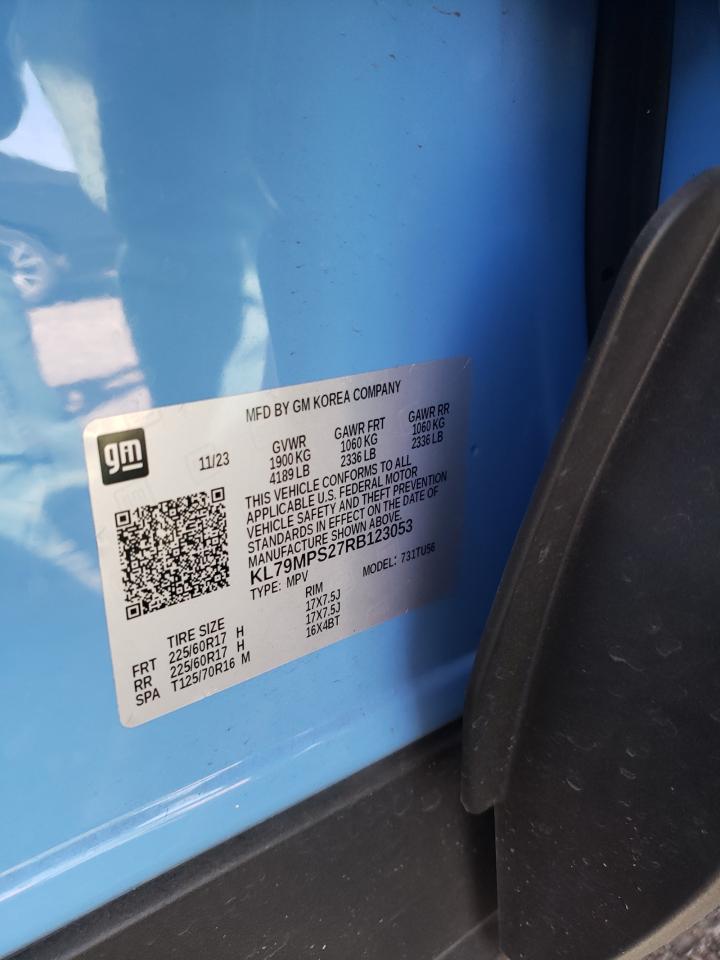 MFD BY GM KOREA COMPANY
gm
11/23
GVWR GAWR FRT GAWR RR
1900 KG 1060 KG 1060 KG
4189 LB 2336 LB 2336 LB
THIS VEHICLE CONFORMS TO ALL
APPLICABLE U.S. FEDERAL MOTOR
VEHICLE SAFETY AND THEFT PREVENTION
STANDARDS IN EFFECT ON THE DATE OF
MANUFACTURE SHOWN ABOVE.
KL79MPS27RB123053
TYPE: MPV MODEL: 731TU56
TIRE SIZE RIM
FRT 225/60R17 H 17X7.5J
RR 225/60R17 H 17X7.5J
SPA T125/70R16 M 16X4BT